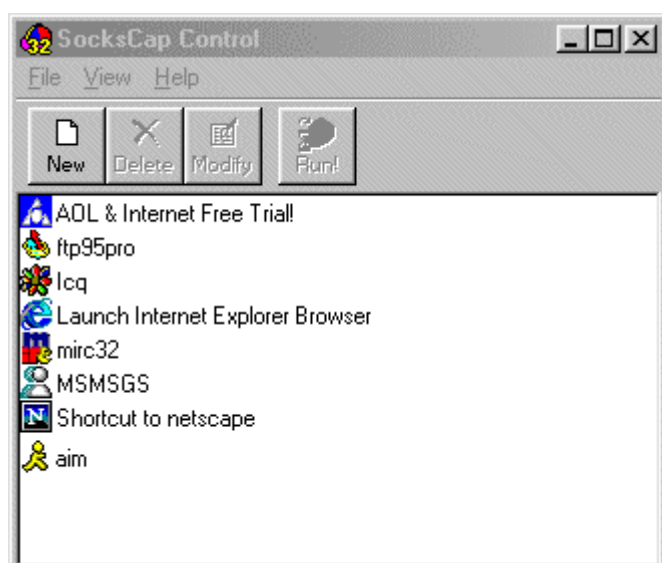 32 SocksCap Control
File View Help
New Delete Modify Run!
AOL & Internet Free Trial!
ftp95pro
Icq
Launch Internet Explorer Browser
mirc32
MSMSGS
N Shortcut to netscape
aim